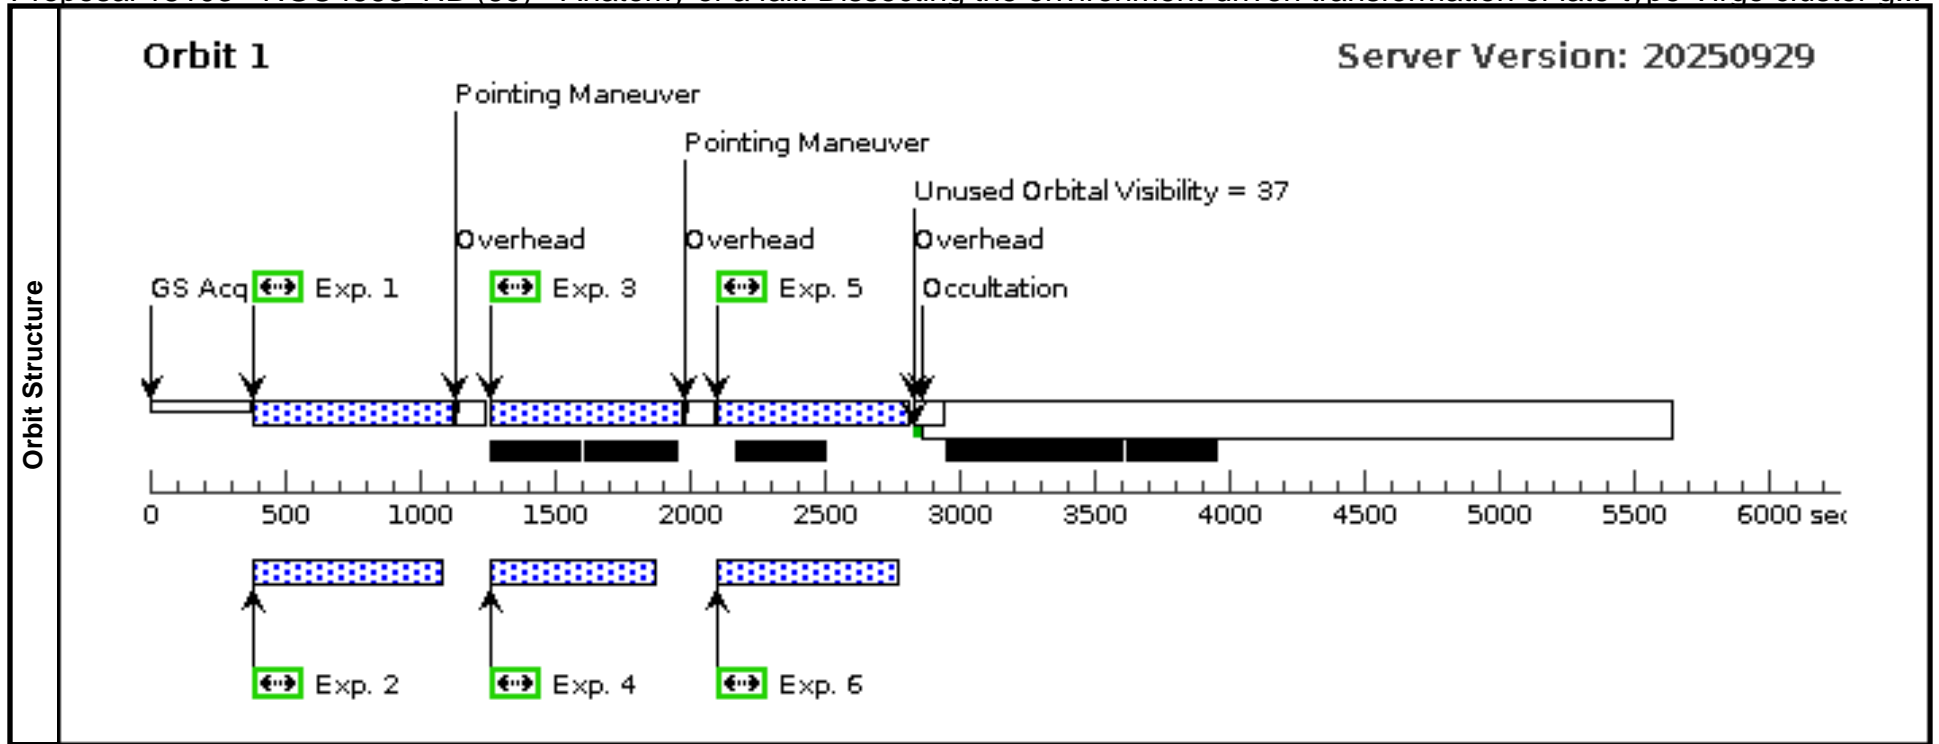 Orbit 1
Server Version: 20250929
Pointing Maneuver
Pointing Maneuver
Unused Orbital Visibility = 37
Overhead Overhead Overhead
GS Acq Exp. 1 Exp. 3 Exp. 5 Occultation
Orbit Structure
0 500 1000 1500 2000 2500 3000 3500 4000 4500 5000 5500 6000 sec
Exp. 2 Exp. 4 Exp. 6